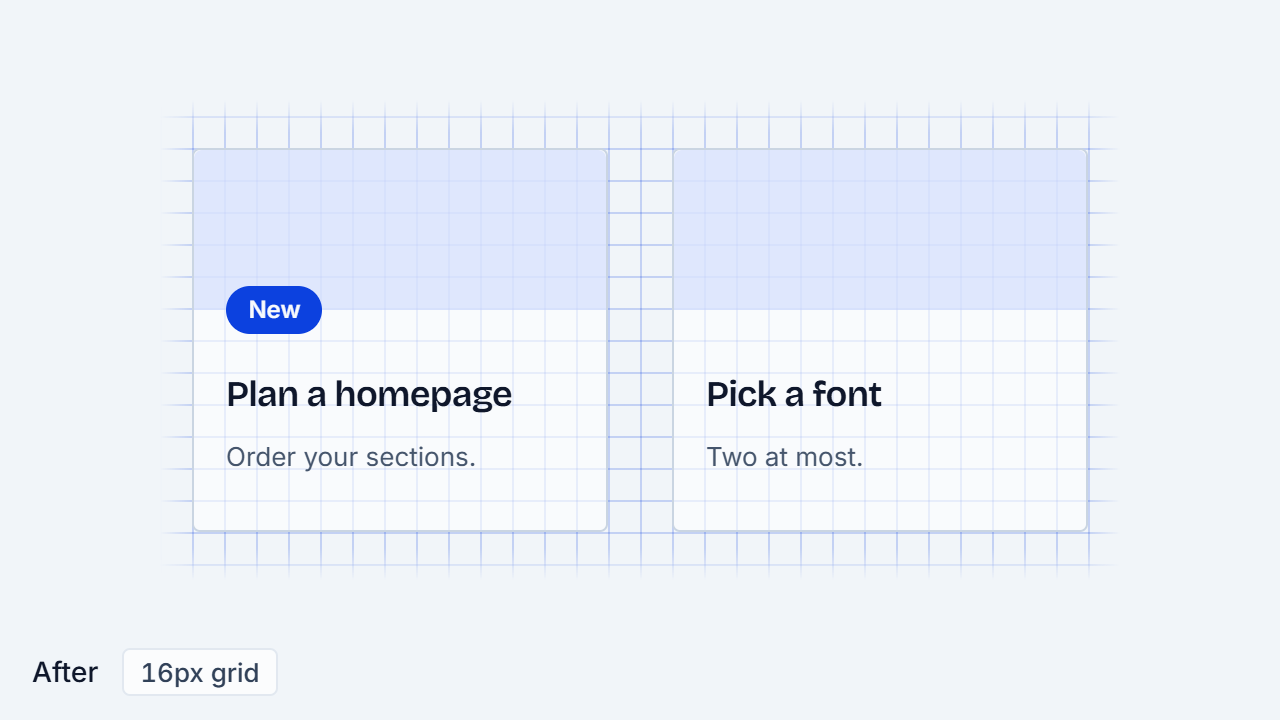 New
Plan a homepage
Order your sections.
Pick a font
Two at most.
After
16px grid